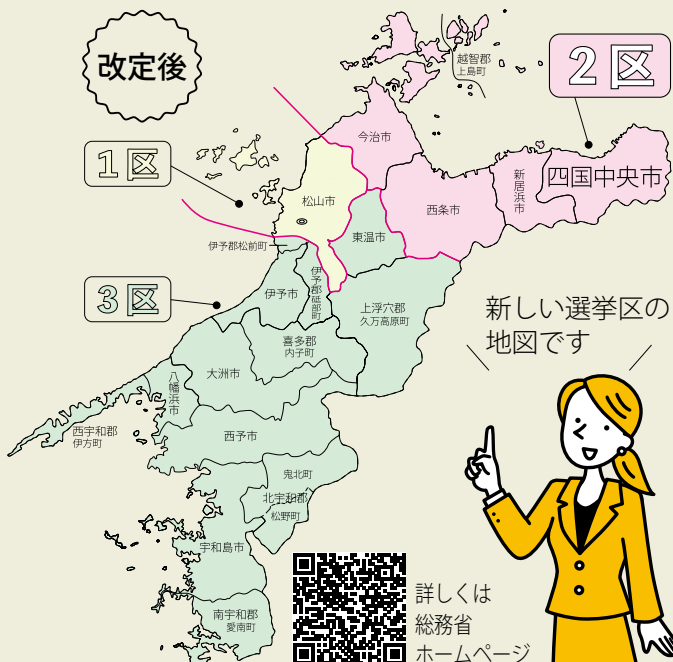 改定後
越智郡
上島町
2区
今治市
1区
松山市
西条市
新居浜市
四国中央市
東温市
伊予郡松前町
3区
伊予市
伊予郡砥部町
上浮穴郡
久万高原町
新しい選挙区の
地図です
喜多郡
内子町
大洲市
八幡浜市
西宇和郡
伊方町
西予市
鬼北町
北宇和郡
松野町
宇和島市
南宇和郡
愛南町
詳しくは
総務省
ホームページ